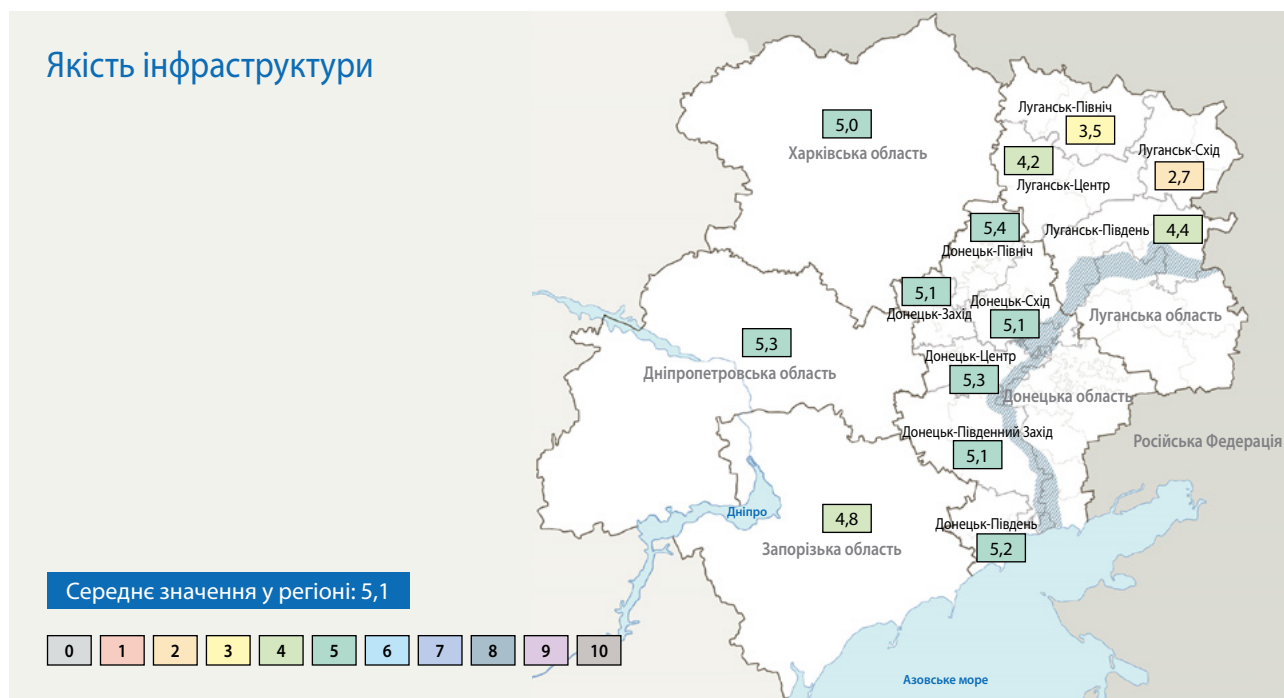 Якість інфраструктури
Луганськ-Північ
3,5
5,0
Харківська область
4,2
Луганськ-Центр
Луганськ-Схід
2,7
5,4
Донецьк-Північ
Луганськ-Південь
4,4
5,1
Донецьк-Захід
Донецьк-Схід
5,1
Луганська область
5,3
Дніпропетровська область
Донецьк-Центр
5,3
Донецька область
Донецьк-Південний Захід
5,1
Російська Федерація
Дніпро
4,8
Запорізька область
Донецьк-Південь
5,2
Середнє значення у регіоні: 5,1
0 1 2 3 4 5 6 7 8 9 10
Азовське море